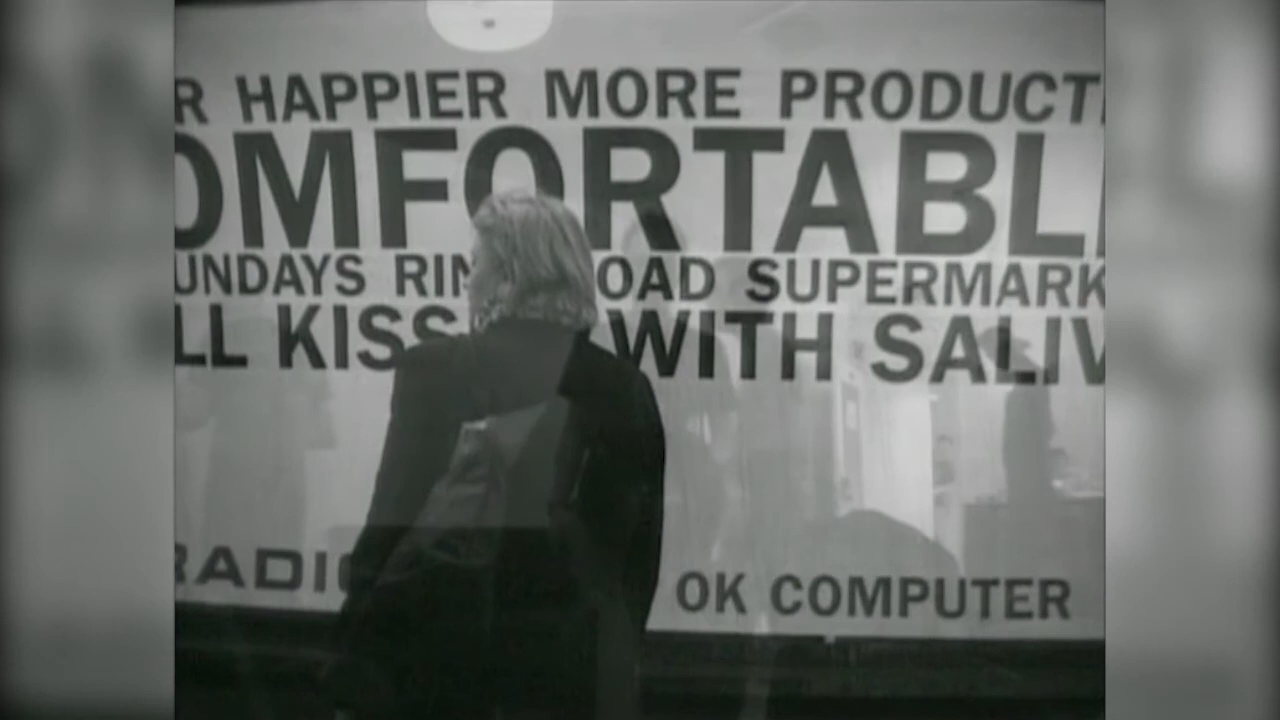 R HAPPIER MORE PRODUCT
OMFORTABL
UNDAYS RIN OAD SUPERMARK
LL KISS WITH SALIV
RADIO
OK COMPUTER